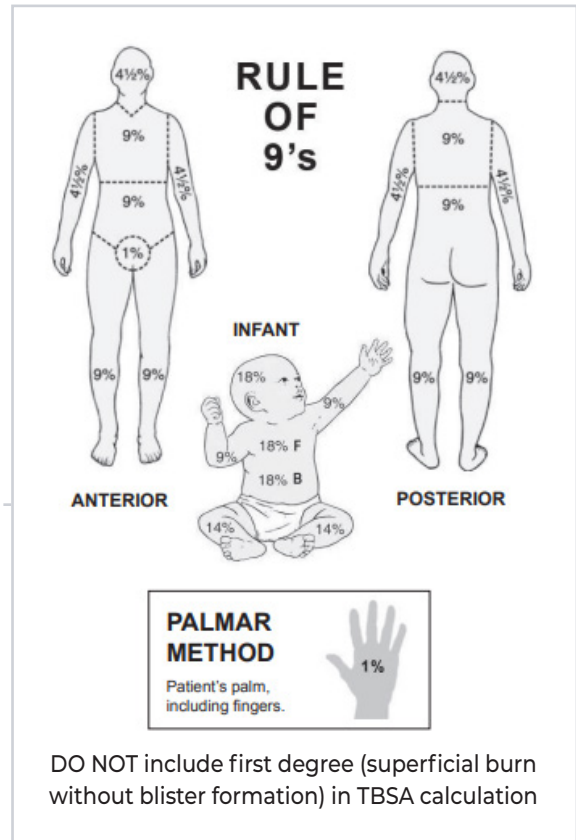 RULE
OF
9's
4½%
9%
4½%
4½%
9%
1%
9% 9%
ANTERIOR
4½%
9%
4½%
4½%
9%
9% 9%
POSTERIOR
INFANT
18%
9%
9%
18% F
18% B
14%
14%
PALMAR
METHOD
Patient's palm,
including fingers.
1%
DO NOT include first degree (superficial burn
without blister formation) in TBSA calculation